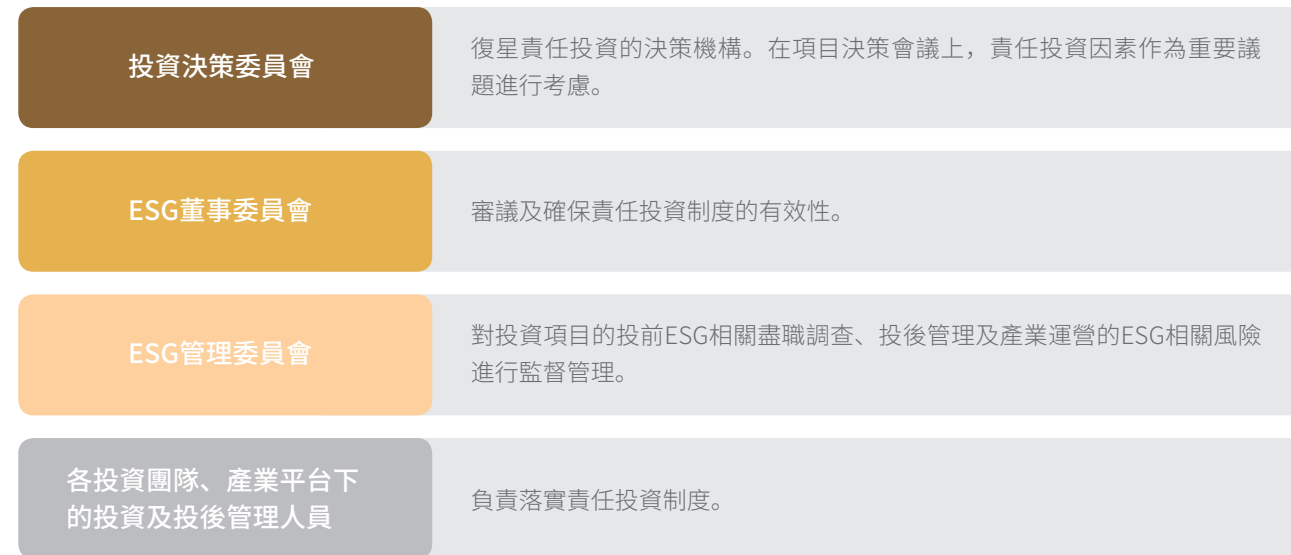 投資決策委員會
復星責任投資的決策機構。在項目決策會議上，責任投資因素作為重要議
題進行考慮。
ESG董事委員會
審議及確保責任投資制度的有效性。
ESG管理委員會
對投資項目的投前ESG相關盡職調查、投後管理及產業運營的ESG相關風險
進行監督管理。
各投資團隊、產業平台下
的投資及投後管理人員
負責落實責任投資制度。